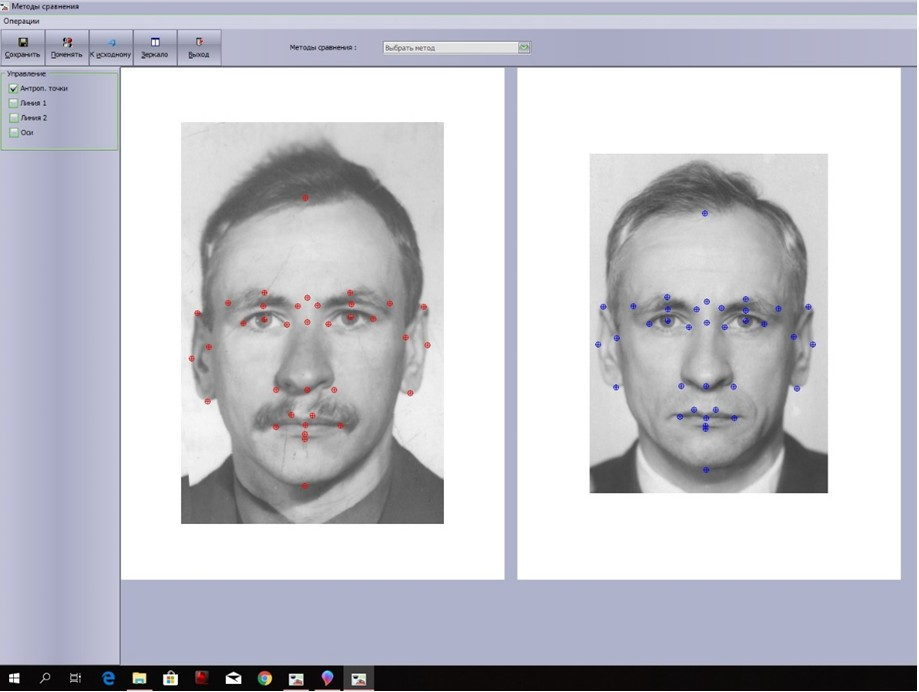 Методы сравнения
Операции
Сохранить Поменять К исходному Зеркало Выход
Методы сравнения : Выбрать метод
Управление
Антроп. точки
Линия 1
Линия 2
Оси